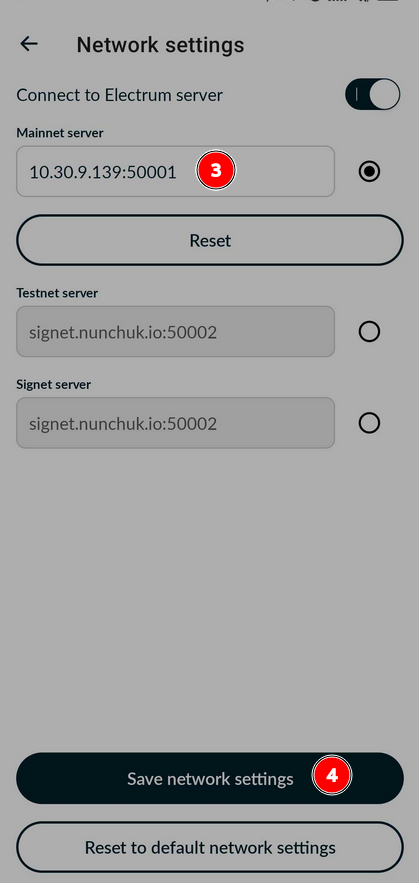 Network settings
Connect to Electrum server
Mainnet server
10.30.9.139:50001 3
Reset
Testnet server
signet.nunchuk.io:50002
Signet server
signet.nunchuk.io:50002
Save network settings 4
Reset to default network settings